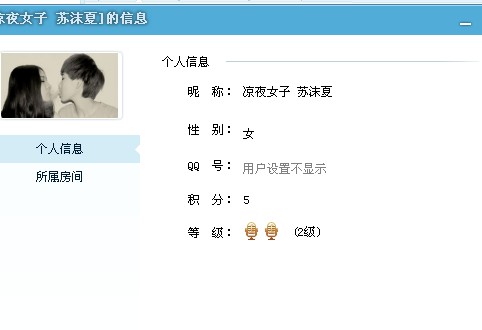 凉夜女子 苏沫夏]的信息
个人信息
昵 称： 凉夜女子 苏沫夏
性 别： 女
个人信息
QQ 号： 用户设置不显示
所属房间
积 分： 5
等 级： (2级)